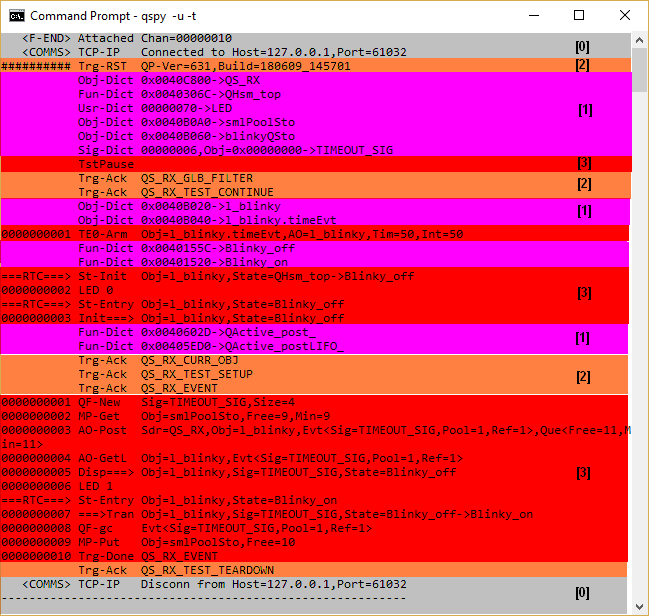 Command Prompt - qspy -u -t
<F-END> Attached Chan=00000010
<COMMS> TCP-IP Connected to Host=127.0.0.1,Port=61032 [0]
########## Trg-RST QP-Ver=631,Build=180609_145701 [2]
Obj-Dict 0x0040C800->QS_RX
Fun-Dict 0x0040306C->QHsm_top
Usr-Dict 00000070->LED [1]
Obj-Dict 0x0040B0A0->smlPoolSto
Obj-Dict 0x0040B060->blinkyQSto
Sig-Dict 00000006,Obj=0x00000000->TIMEOUT_SIG
TstPause [3]
Trg-Ack QS_RX_GLB_FILTER [2]
Trg-Ack QS_RX_TEST_CONTINUE
Obj-Dict 0x0040B020->l_blinky [1]
Obj-Dict 0x0040B040->l_blinky.timeEvt
0000000001 TE0-Arm Obj=l_blinky.timeEvt,AO=l_blinky,Tim=50,Int=50
Fun-Dict 0x0040155C->Blinky_off
Fun-Dict 0x00401520->Blinky_on
===RTC===> St-Init Obj=l_blinky,State=QHsm_top->Blinky_off
0000000002 LED 0 [3]
===RTC===> St-Entry Obj=l_blinky,State=Blinky_off
0000000003 Init===> Obj=l_blinky,State=Blinky_off
Fun-Dict 0x0040602D->QActive_post_ [1]
Fun-Dict 0x00405ED0->QActive_postLIFO_
Trg-Ack QS_RX_CURR_OBJ
Trg-Ack QS_RX_TEST_SETUP [2]
Trg-Ack QS_RX_EVENT
0000000001 QF-New Sig=TIMEOUT_SIG,Size=4
0000000002 MP-Get Obj=smlPoolSto,Free=9,Min=9
0000000003 AO-Post Sdr=QS_RX,Obj=l_blinky,Evt<Sig=TIMEOUT_SIG,Pool=1,Ref=1>,Que<Free=11,M
in=11>
0000000004 AO-GetL Obj=l_blinky,Evt<Sig=TIMEOUT_SIG,Pool=1,Ref=1>
0000000005 Disp===> Obj=l_blinky,Sig=TIMEOUT_SIG,State=Blinky_off [3]
0000000006 LED 1
===RTC===> St-Entry Obj=l_blinky,State=Blinky_on
0000000007 ===>Tran Obj=l_blinky,Sig=TIMEOUT_SIG,State=Blinky_off->Blinky_on
0000000008 QF-gc Evt<Sig=TIMEOUT_SIG,Pool=1,Ref=1>
0000000009 MP-Put Obj=smlPoolSto,Free=10
0000000010 Trg-Done QS_RX_EVENT
Trg-Ack QS_RX_TEST_TEARDOWN
<COMMS> TCP-IP Disconn from Host=127.0.0.1,Port=61032 [0]
----------------------------------------------------------